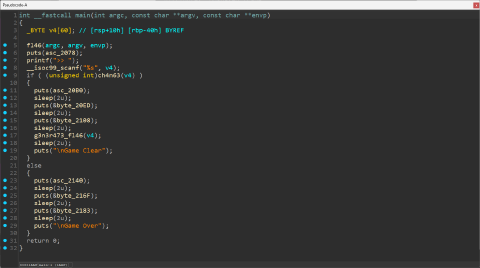 Pseudocode-A
1 int __fastcall main(int argc, const char **argv, const char **envp)
2 {
3 _BYTE v4[60]; // [rsp+10h] [rbp-40h] BYREF
4
5 fl46(argc, argv, envp);
6 puts(asc_2078);
7 printf(">> ");
8 __isoc99_scanf("%s", v4);
9 if ( (unsigned int)ch4n63(v4) )
10 {
11 puts(asc_20B0);
12 sleep(2u);
13 puts(&byte_20ED);
14 sleep(2u);
15 puts(&byte_2108);
16 sleep(2u);
17 g3n3r473_fl46(v4);
18 sleep(2u);
19 puts("\nGame Clear");
20 }
21 else
22 {
23 puts(asc_2140);
24 sleep(2u);
25 puts(&byte_216F);
26 sleep(2u);
27 puts(&byte_2183);
28 sleep(2u);
29 puts("\nGame Over");
30 }
31 return 0;
32 }